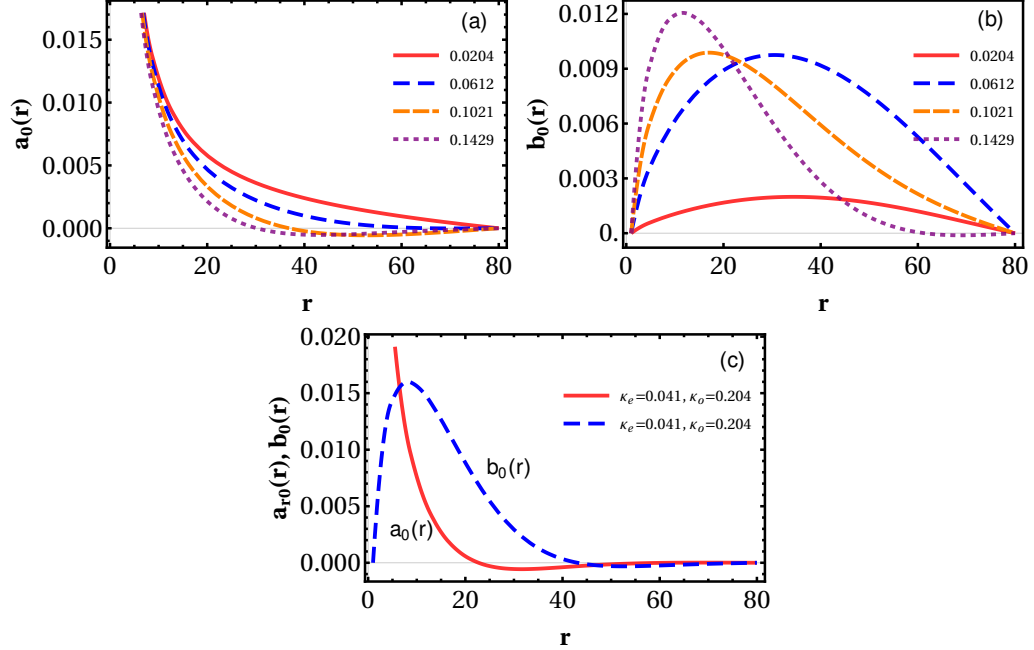 (a)
0.015
0.010
0.005
0.000
a₀(r)
0.0204
0.0612
0.1021
0.1429
0 20 40 60 80
r
(b)
0.012
0.009
0.006
0.003
0.
b₀(r)
0.0204
0.0612
0.1021
0.1429
0 20 40 60 80
r
(c)
0.020
0.015
0.010
0.005
0.000
aᵣ₀(r), b₀(r)
κₑ=0.041, κₒ=0.204
κₑ=0.041, κₒ=0.204
b₀(r)
a₀(r)
0 20 40 60 80
r